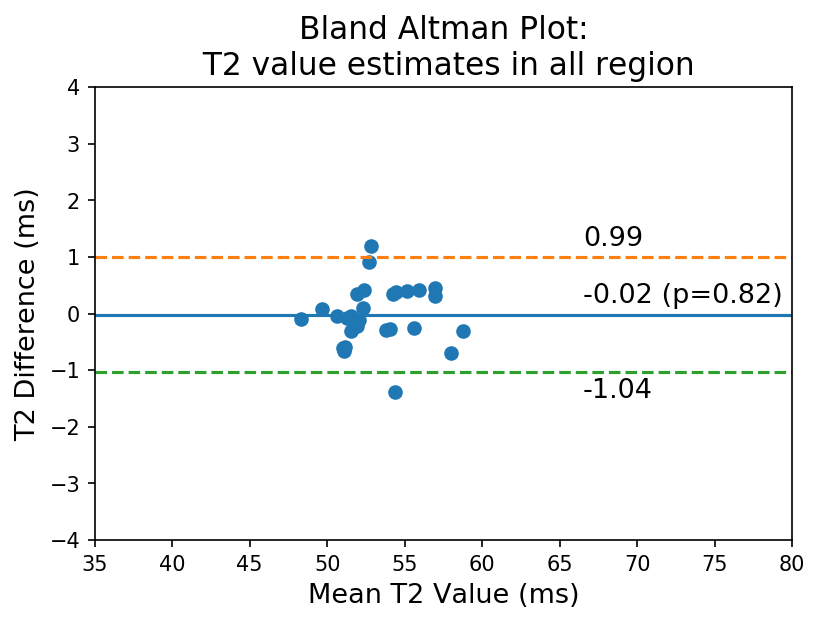 Bland Altman Plot:
T2 value estimates in all region
T2 Difference (ms)
4
3
2
1
0
−1
−2
−3
−4
0.99
-0.02 (p=0.82)
-1.04
35 40 45 50 55 60 65 70 75 80
Mean T2 Value (ms)